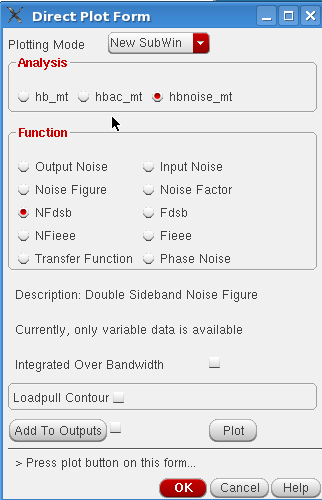 Direct Plot Form
Plotting Mode New SubWin
Analysis
hb_mt hbac_mt hbnoise_mt
Function
Output Noise Input Noise
Noise Figure Noise Factor
NFdsb Fdsb
NFieee Fieee
Transfer Function Phase Noise
Description: Double Sideband Noise Figure
Currently, only variable data is available
Integrated Over Bandwidth
Loadpull Contour
Add To Outputs Plot
> Press plot button on this form...
OK Cancel Help